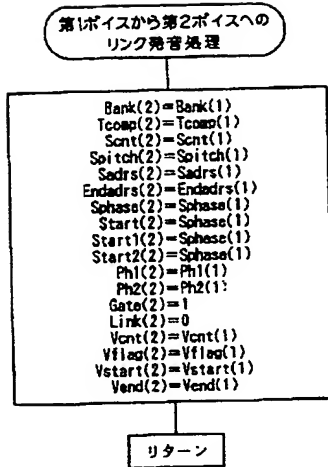 第1ボイスから第2ボイスへの
リンク発音処理
Bank(2)=Bank(1)
Tcomp(2)=Tcomp(1)
Scnt(2)=Scnt(1)
Spitch(2)=Spitch(1)
Sadrs(2)=Sadrs(1)
Endadrs(2)=Endadrs(1)
Sphase(2)=Sphase(1)
Start(2)=Sphase(1)
Start1(2)=Sphase(1)
Start2(2)=Sphase(1)
Ph1(2)=Ph1(1)
Ph2(2)=Ph2(1)
Gate(2)=1
Link(2)=0
Vcnt(2)=Vcnt(1)
Vflag(2)=Vflag(1)
Vstart(2)=Vstart(1)
Vend(2)=Vend(1)
リターン